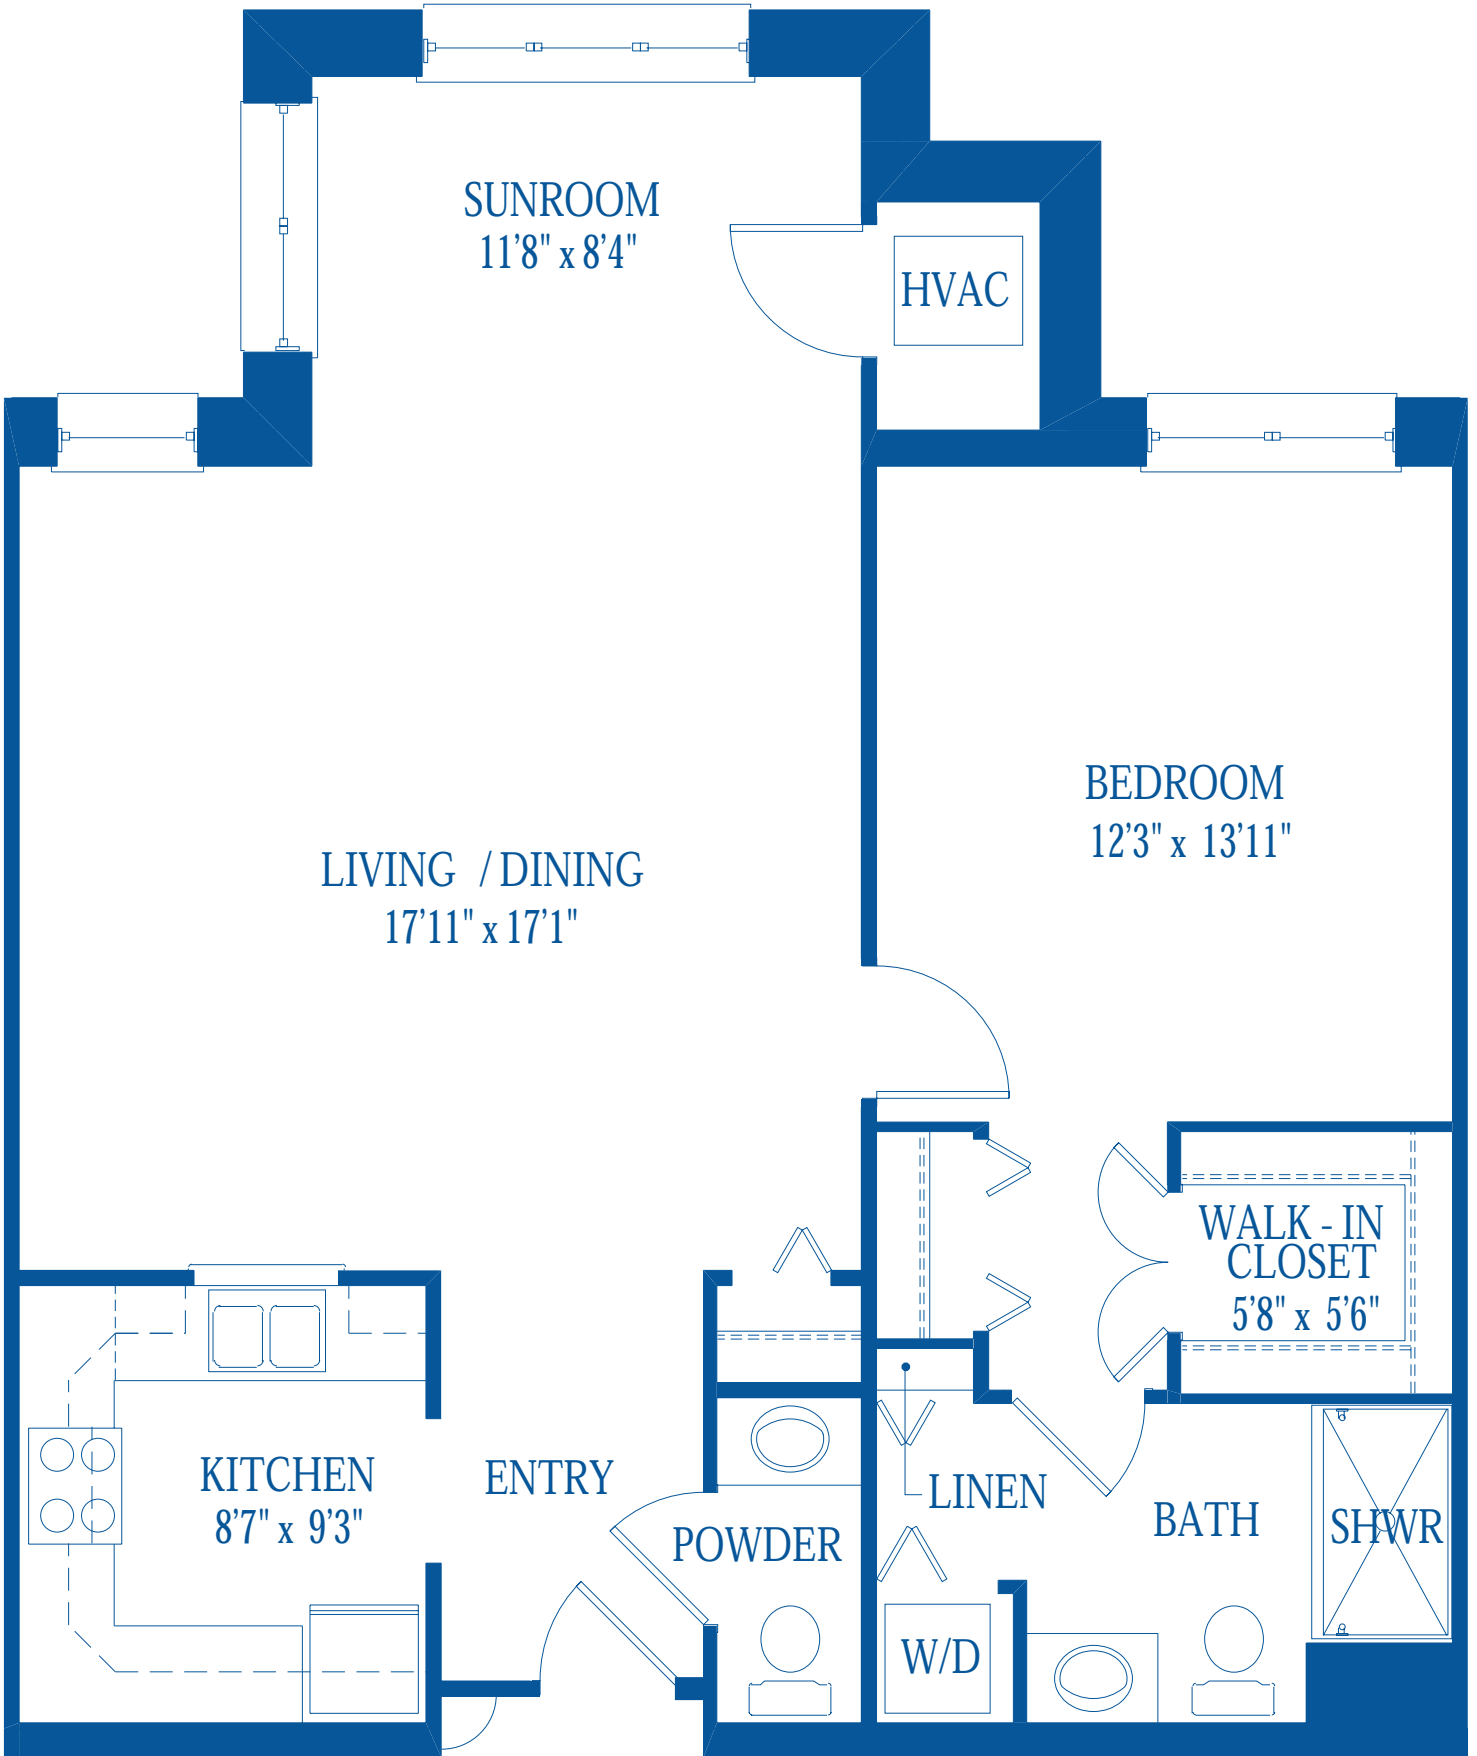 SUNROOM
11'8" x 8'4"
HVAC
BEDROOM
12'3" x 13'11"
LIVING / DINING
17'11" x 17'1"
WALK - IN
CLOSET
5'8" x 5'6"
KITCHEN
8'7" x 9'3"
ENTRY
POWDER
LINEN
BATH
SHWR
W/D